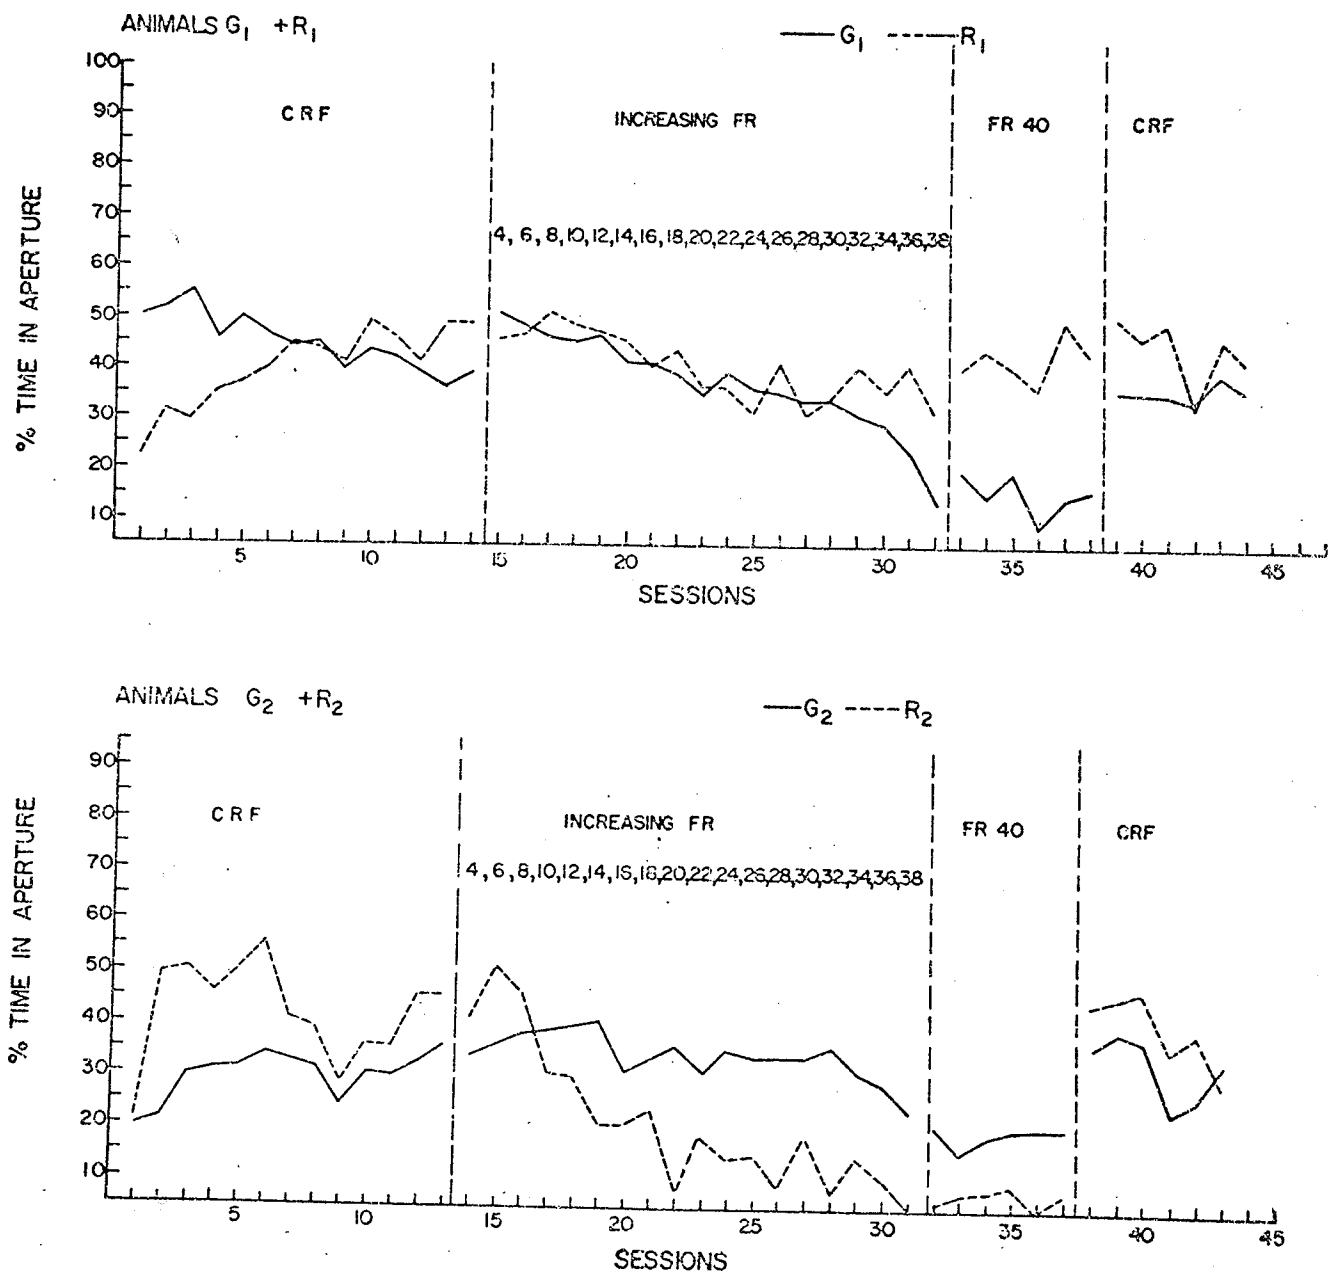 ANIMALS G1 + R1
G1 R1
100
90
80
70
60
50
40
30
20
10
% TIME IN APERTURE
CRF
INCREASING FR
FR 40
CRF
4, 6, 8, 10, 12, 14, 16, 18, 20, 22, 24, 26, 28, 30, 32, 34, 36, 38
5 10 15 20 25 30 35 40 45
SESSIONS
ANIMALS G2 + R2
G2 R2
90
80
70
60
50
40
30
20
10
% TIME IN APERTURE
CRF
INCREASING FR
FR 40
CRF
4, 6, 8, 10, 12, 14, 16, 18, 20, 22, 24, 26, 28, 30, 32, 34, 36, 38
5 10 15 20 25 30 35 40 45
SESSIONS